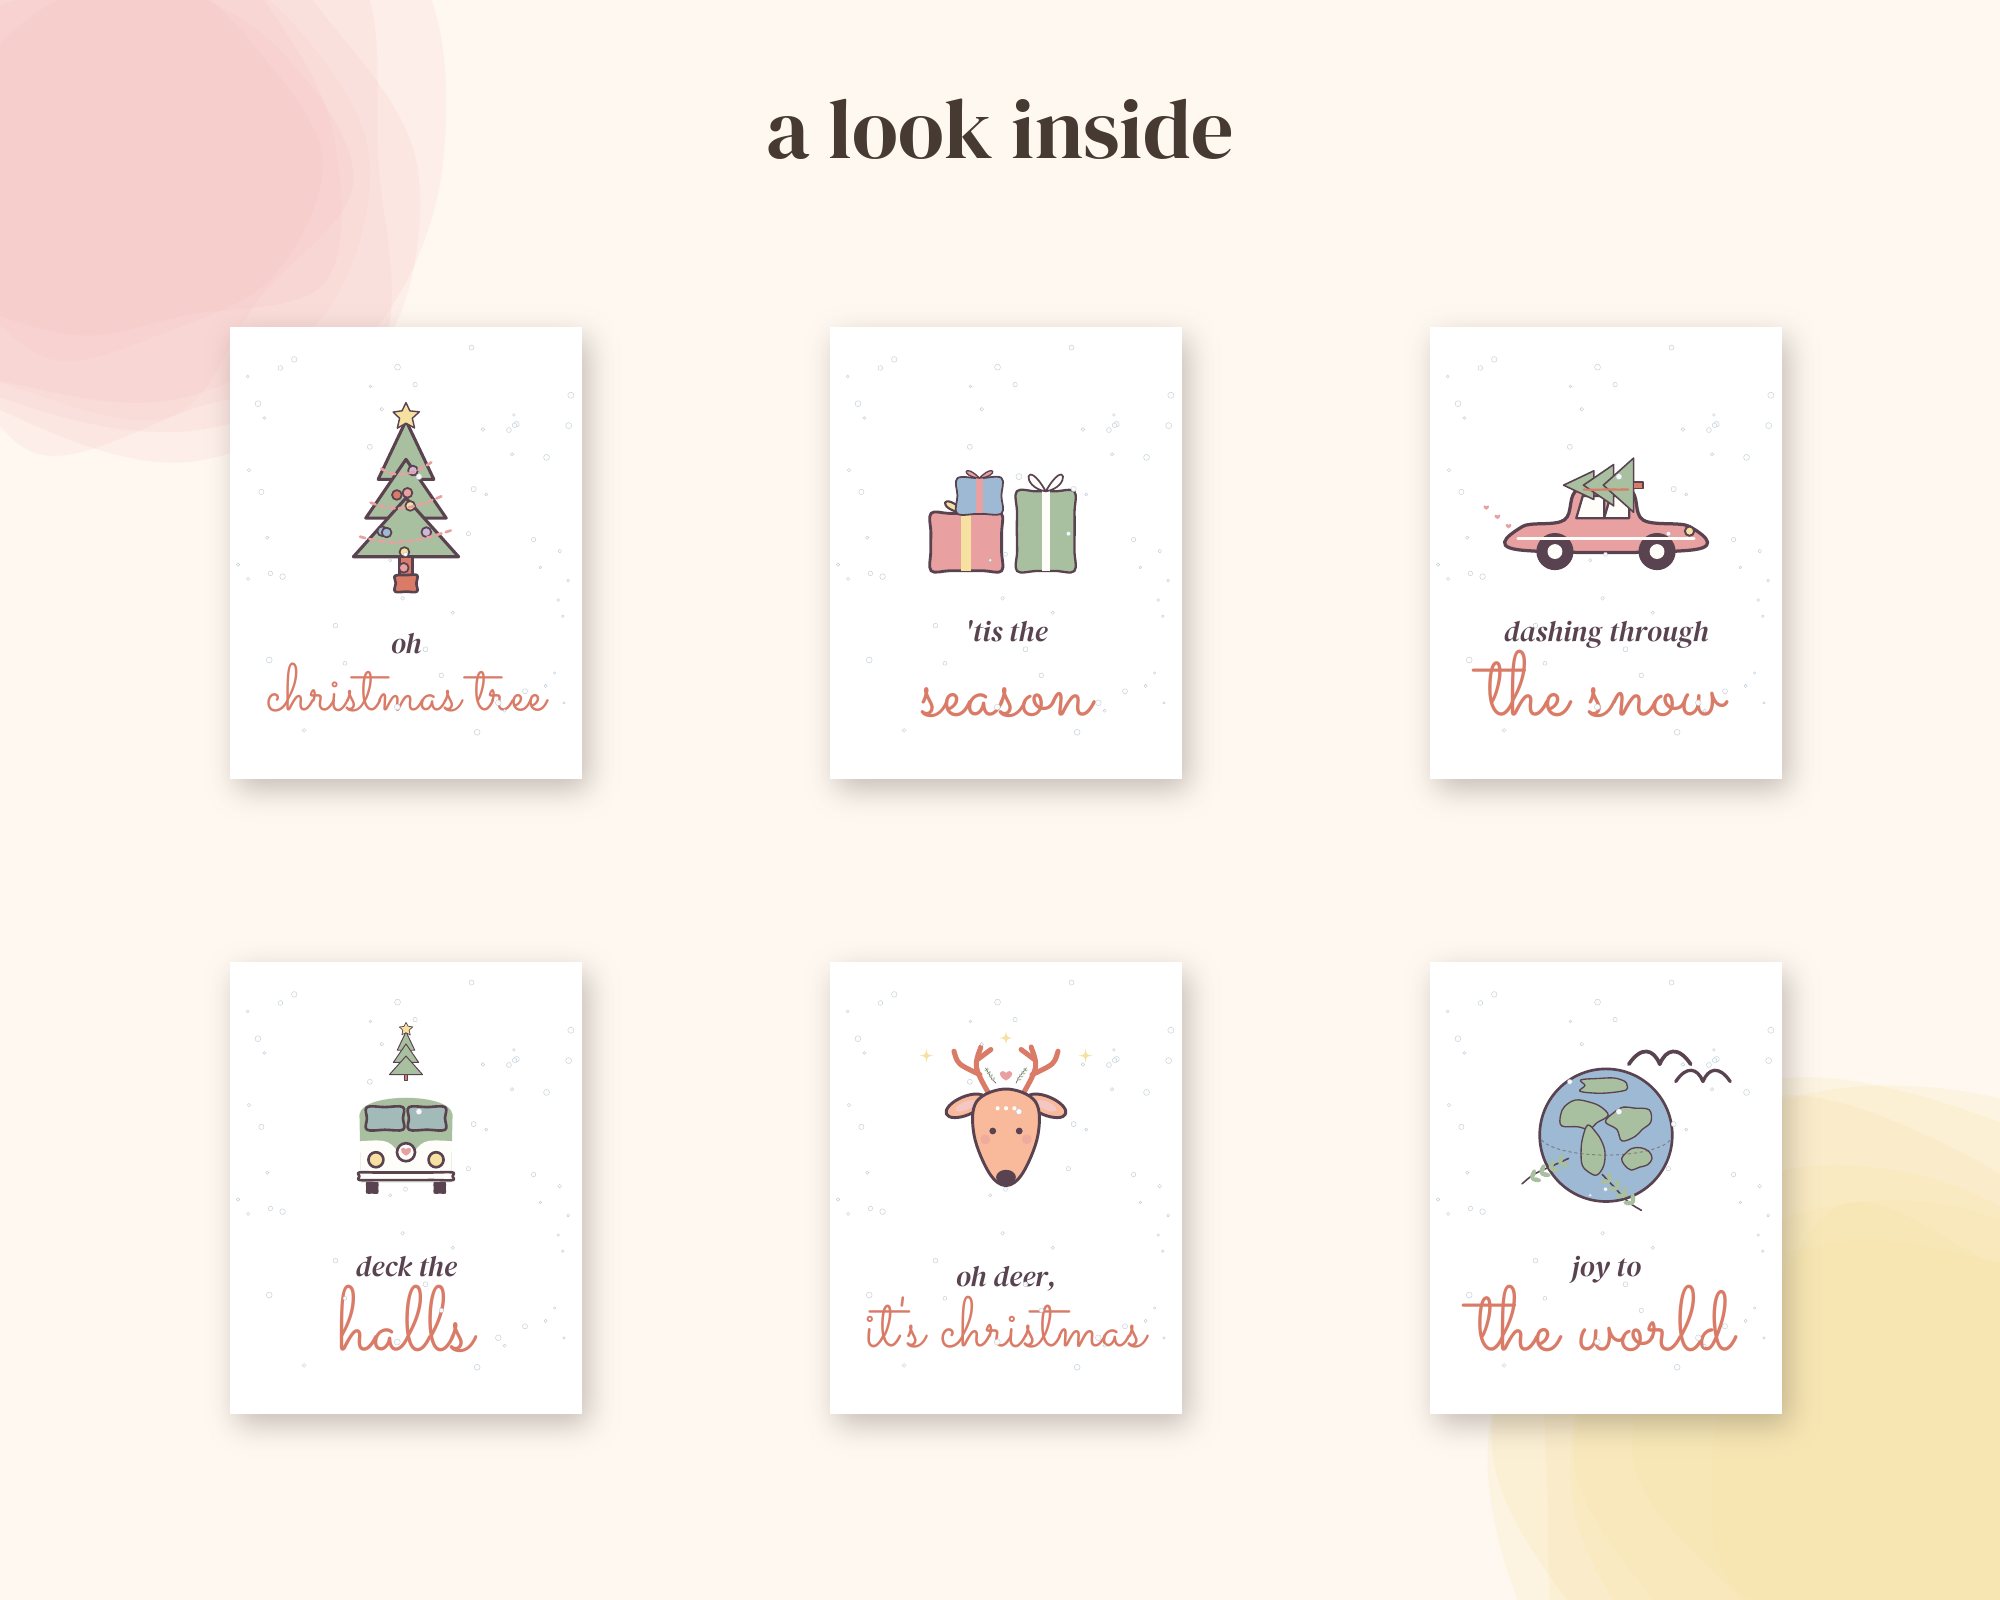 a look inside
oh
christmas tree
'tis the
season
dashing through
the snow
deck the
halls
oh deer,
it's christmas
joy to
the world